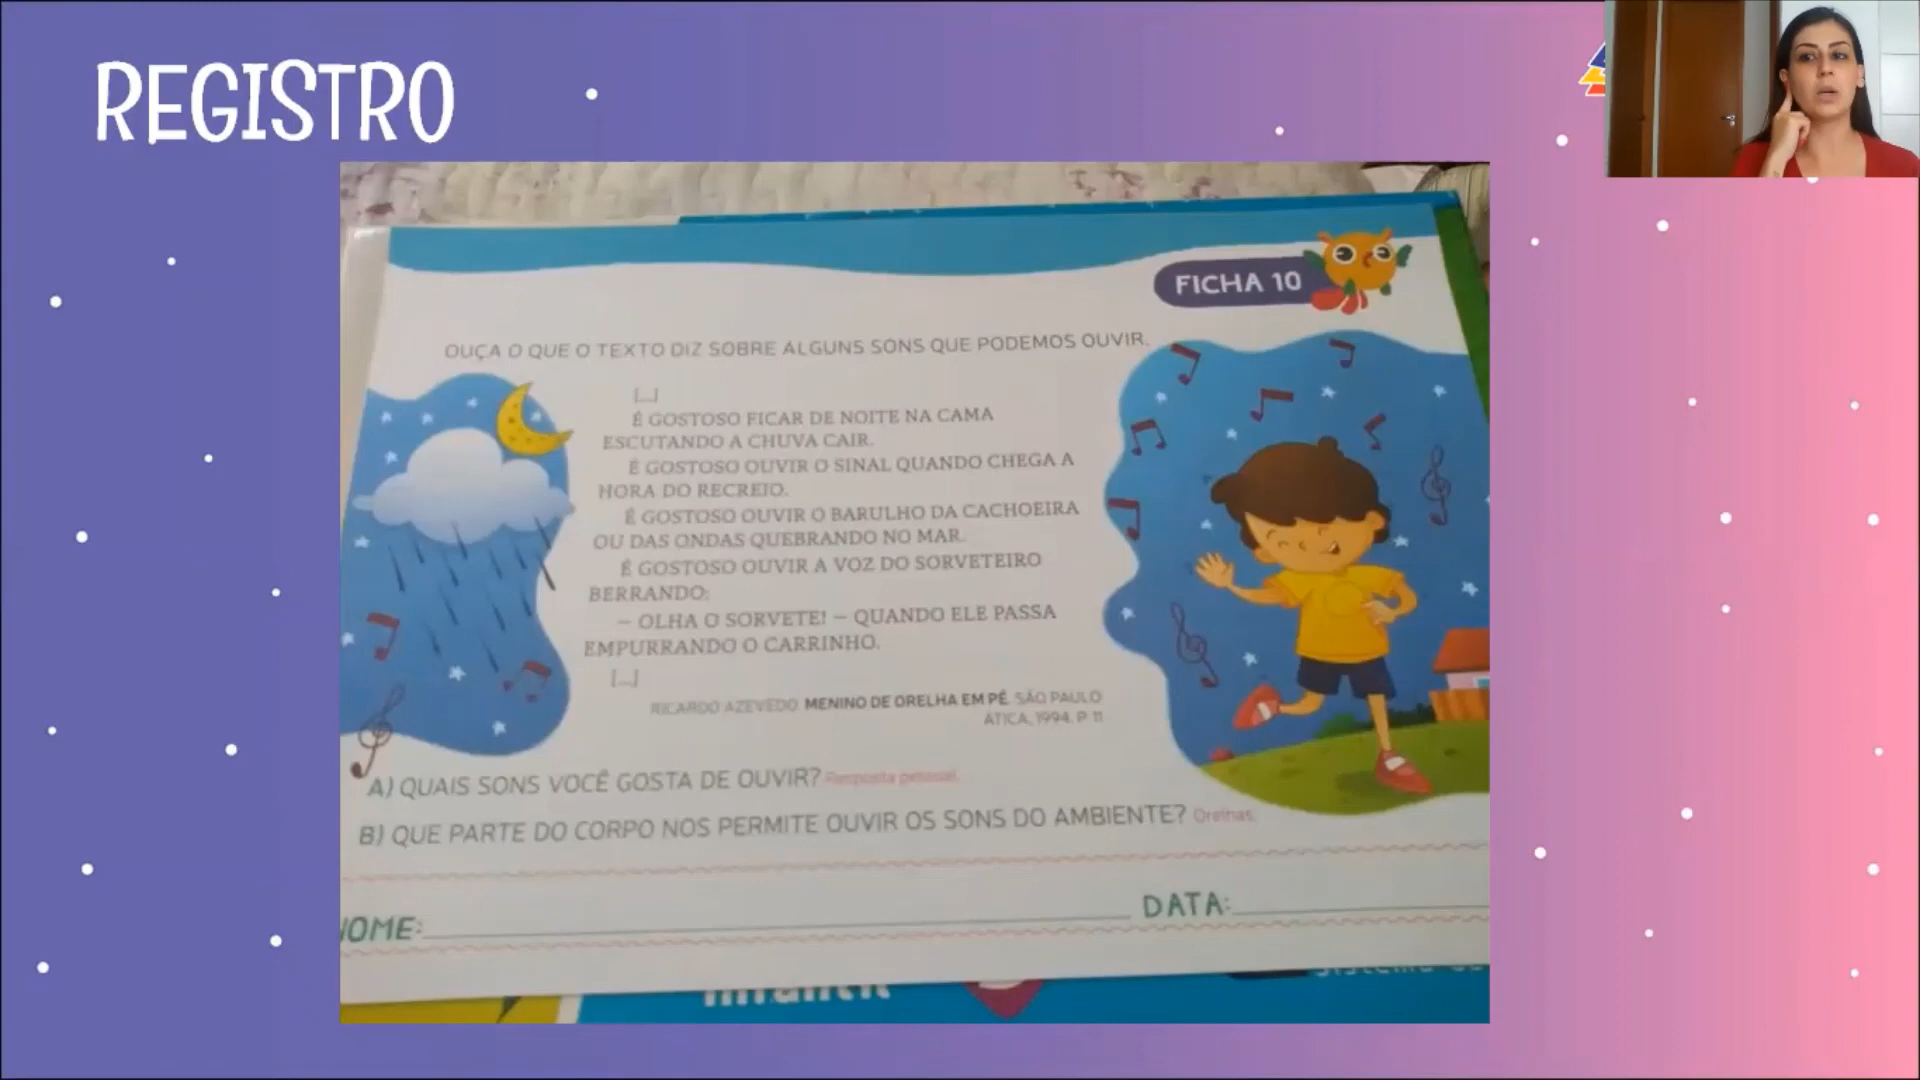 REGISTRO
FICHA 10
OUÇA O QUE O TEXTO DIZ SOBRE ALGUNS SONS QUE PODEMOS OUVIR.
[...]
É GOSTOSO FICAR DE NOITE NA CAMA
ESCUTANDO A CHUVA CAIR.
É GOSTOSO OUVIR O SINAL QUANDO CHEGA A
HORA DO RECREIO.
É GOSTOSO OUVIR O BARULHO DA CACHOEIRA
OU DAS ONDAS QUEBRANDO NO MAR.
É GOSTOSO OUVIR A VOZ DO SORVETEIRO
BERRANDO:
– OLHA O SORVETE! – QUANDO ELE PASSA
EMPURRANDO O CARRINHO.
[...]
RICARDO AZEVEDO. MENINO DE ORELHA EM PÉ. SÃO PAULO
ÁTICA, 1994. P. 11
A) QUAIS SONS VOCÊ GOSTA DE OUVIR? Resposta pessoal.
B) QUE PARTE DO CORPO NOS PERMITE OUVIR OS SONS DO AMBIENTE? Orelhas.
NOME: DATA: